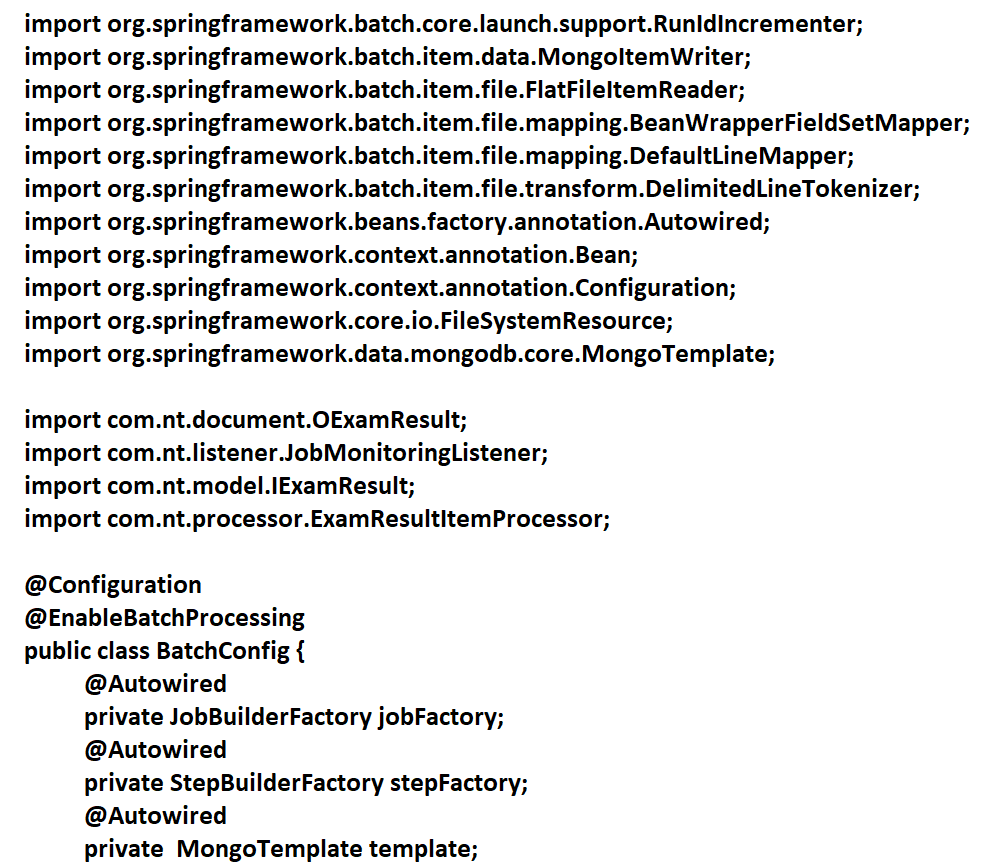 import org.springframework.batch.core.launch.support.RunIdIncrementer;
import org.springframework.batch.item.data.MongoItemWriter;
import org.springframework.batch.item.file.FlatFileItemReader;
import org.springframework.batch.item.file.mapping.BeanWrapperFieldSetMapper;
import org.springframework.batch.item.file.mapping.DefaultLineMapper;
import org.springframework.batch.item.file.transform.DelimitedLineTokenizer;
import org.springframework.beans.factory.annotation.Autowired;
import org.springframework.context.annotation.Bean;
import org.springframework.context.annotation.Configuration;
import org.springframework.core.io.FileSystemResource;
import org.springframework.data.mongodb.core.MongoTemplate;

import com.nt.document.OExamResult;
import com.nt.listener.JobMonitoringListener;
import com.nt.model.IExamResult;
import com.nt.processor.ExamResultItemProcessor;

@Configuration
@EnableBatchProcessing
public class BatchConfig {
@Autowired
private JobBuilderFactory jobFactory;
@Autowired
private StepBuilderFactory stepFactory;
@Autowired
private  MongoTemplate template;